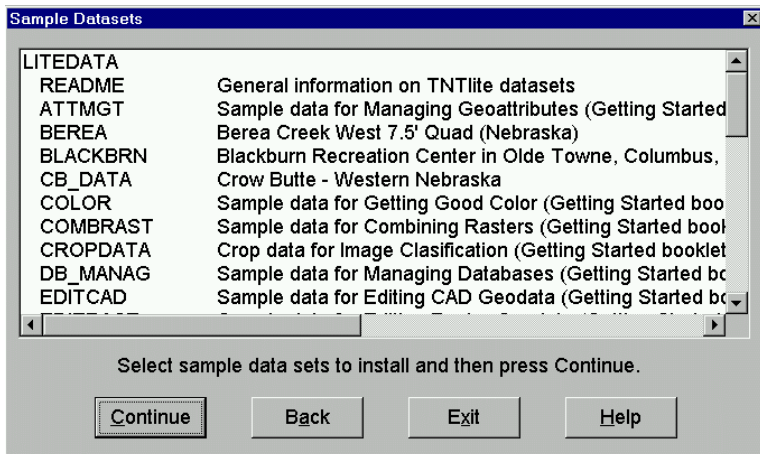 Sample Datasets
LITEDATA
README General information on TNTlite datasets
ATTMGT Sample data for Managing Geoattributes (Getting Started
BEREA Berea Creek West 7.5' Quad (Nebraska)
BLACKBRN Blackburn Recreation Center in Olde Towne, Columbus,
CB_DATA Crow Butte - Western Nebraska
COLOR Sample data for Getting Good Color (Getting Started boo
COMBRAST Sample data for Combining Rasters (Getting Started boo
CROPDATA Crop data for Image Clasification (Getting Started booklet
DB_MANAG Sample data for Managing Databases (Getting Started bo
EDITCAD Sample data for Editing CAD Geodata (Getting Started bo
Select sample data sets to install and then press Continue.
Continue Back Exit Help